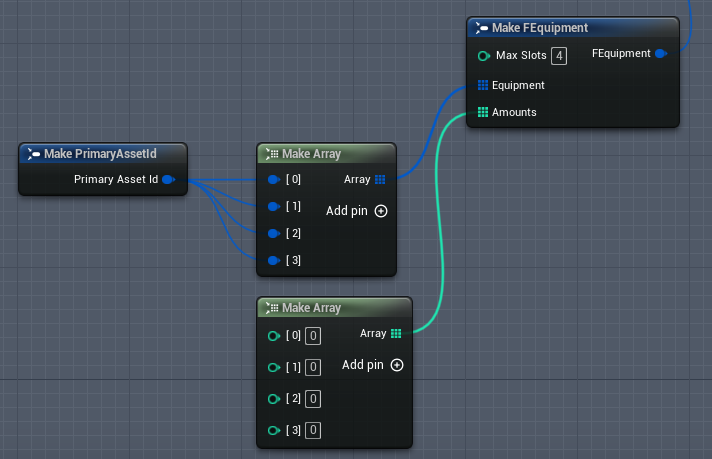 Make FEquipment
Max Slots 4 FEquipment
Equipment
Amounts
Make PrimaryAssetId
Primary Asset Id
Make Array
[ 0] Array
[ 1] Add pin
[ 2]
[ 3]
Make Array
[ 0] 0 Array
[ 1] 0 Add pin
[ 2] 0
[ 3] 0